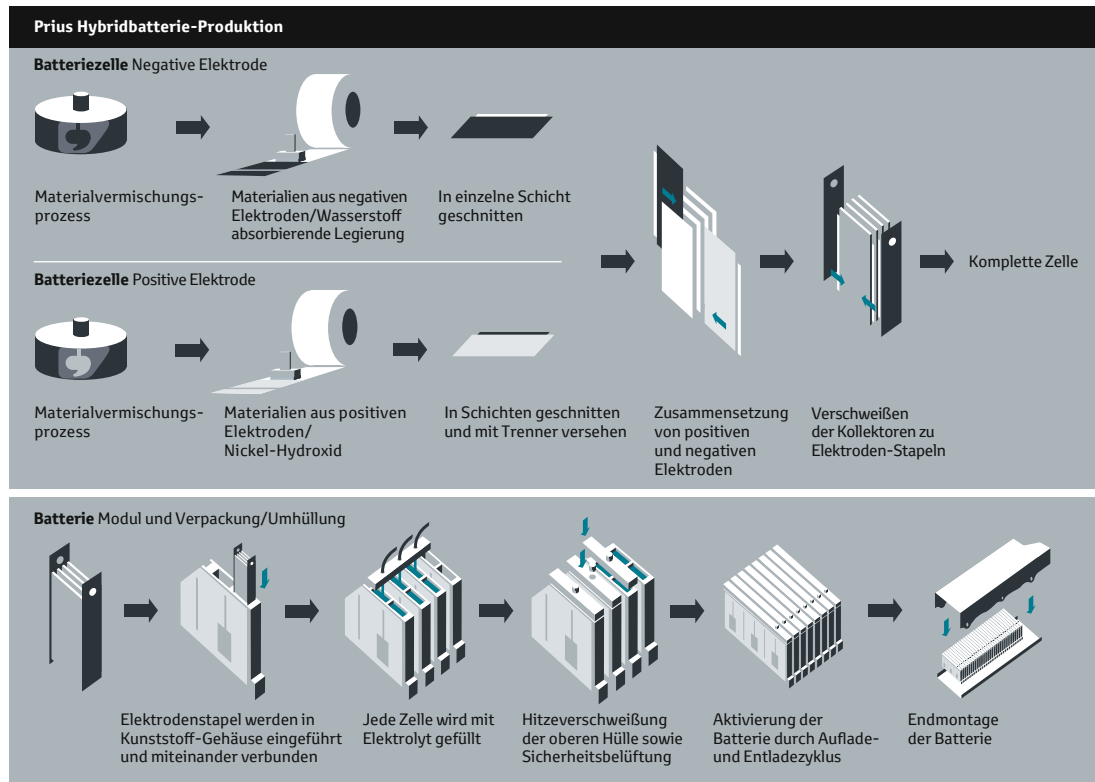 Prius Hybridbatterie-Produktion
Batteriezelle Negative Elektrode
Materialvermischungs-
prozess
Materialien aus negativen
Elektroden/Wasserstoff
absorbierende Legierung
In einzelne Schicht
geschnitten
Batteriezelle Positive Elektrode
Materialvermischungs-
prozess
Materialien aus positiven
Elektroden/
Nickel-Hydroxid
In Schichten geschnitten
und mit Trenner versehen
Zusammensetzung
von positiven
und negativen
Elektroden
Verschweißen
der Kollektoren zu
Elektroden-Stapeln
Komplette Zelle
Batterie Modul und Verpackung/Umhüllung
Elektrodenstapel werden in
Kunststoff-Gehäuse eingeführt
und miteinander verbunden
Jede Zelle wird mit
Elektrolyt gefüllt
Hitzeverschweißung
der oberen Hülle sowie
Sicherheitsbelüftung
Aktivierung der
Batterie durch Auflade-
und Entladezyklus
Endmontage
der Batterie